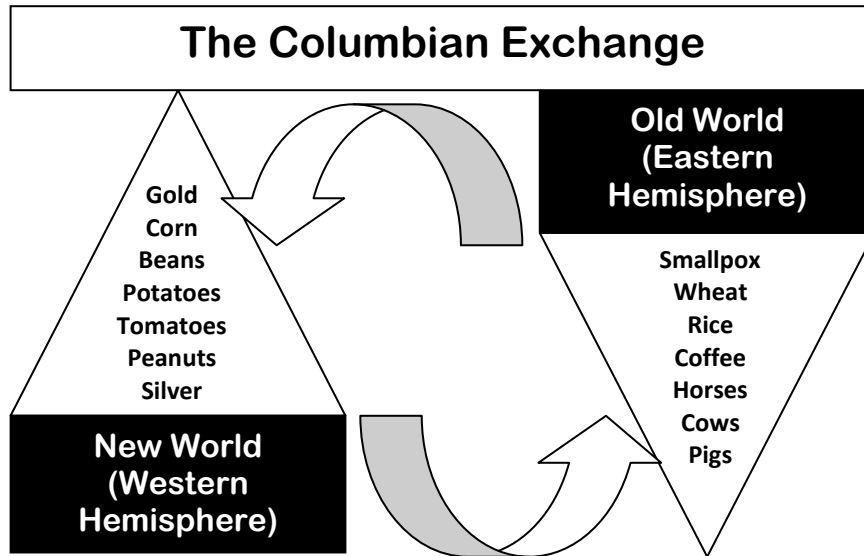 The Columbian Exchange
Gold
Corn
Beans
Potatoes
Tomatoes
Peanuts
Silver
New World
(Western
Hemisphere)
Old World
(Eastern
Hemisphere)
Smallpox
Wheat
Rice
Coffee
Horses
Cows
Pigs